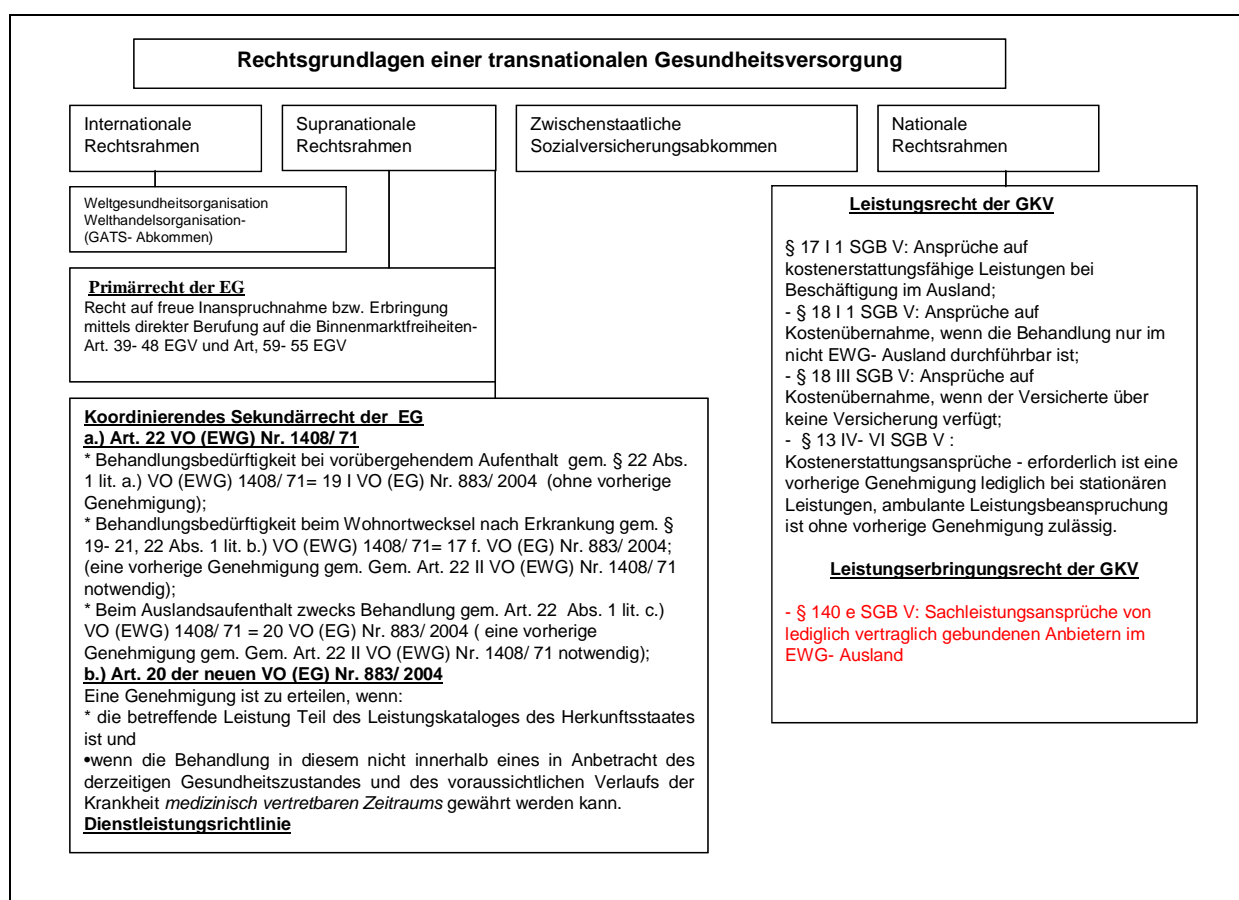 Rechtsgrundlagen einer transnationalen Gesundheitsversorgung
Internationale
Rechtsrahmen
Supranationale
Rechtsrahmen
Zwischenstaatliche
Sozialversicherungsabkommen
Nationale
Rechtsrahmen
Weltgesundheitsorganisation
Welthandelsorganisation-
(GATS- Abkommen)
Primärrecht der EG
Recht auf freie Inanspruchnahme bzw. Erbringung
mittels direkter Berufung auf die Binnenmarktfreiheiten-
Art. 39- 48 EGV und Art, 59- 55 EGV
Koordinierendes Sekundärrecht der EG
a.) Art. 22 VO (EWG) Nr. 1408/ 71
* Behandlungsbedürftigkeit bei vorübergehendem Aufenthalt gem. § 22 Abs.
1 lit. a.) VO (EWG) 1408/ 71= 19 I VO (EG) Nr. 883/ 2004 (ohne vorherige
Genehmigung);
* Behandlungsbedürftigkeit beim Wohnortwecksel nach Erkrankung gem. §
19- 21, 22 Abs. 1 lit. b.) VO (EWG) 1408/ 71= 17 f. VO (EG) Nr. 883/ 2004;
(eine vorherige Genehmigung gem. Gem. Art. 22 II VO (EWG) Nr. 1408/ 71
notwendig);
* Beim Auslandsaufenthalt zwecks Behandlung gem. Art. 22 Abs. 1 lit. c.)
VO (EWG) 1408/ 71 = 20 VO (EG) Nr. 883/ 2004 ( eine vorherige
Genehmigung gem. Gem. Art. 22 II VO (EWG) Nr. 1408/ 71 notwendig);
b.) Art. 20 der neuen VO (EG) Nr. 883/ 2004
Eine Genehmigung ist zu erteilen, wenn:
* die betreffende Leistung Teil des Leistungskataloges des Herkunftsstaates
ist und
•wenn die Behandlung in diesem nicht innerhalb eines in Anbetracht des
derzeitigen Gesundheitszustandes und des voraussichtlichen Verlaufs der
Krankheit medizinisch vertretbaren Zeitraums gewährt werden kann.
Dienstleistungsrichtlinie
Leistungsrecht der GKV
§ 17 I 1 SGB V: Ansprüche auf
kostenerstattungsfähige Leistungen bei
Beschäftigung im Ausland;
- § 18 I 1 SGB V: Ansprüche auf
Kostenübernahme, wenn die Behandlung nur im
nicht EWG- Ausland durchführbar ist;
- § 18 III SGB V: Ansprüche auf
Kostenübernahme, wenn der Versicherte über
keine Versicherung verfügt;
- § 13 IV- VI SGB V :
Kostenerstattungsansprüche - erforderlich ist eine
vorherige Genehmigung lediglich bei stationären
Leistungen, ambulante Leistungsbeanspruchung
ist ohne vorherige Genehmigung zulässig.
Leistungserbringungsrecht der GKV
- § 140 e SGB V: Sachleistungsansprüche von
lediglich vertraglich gebundenen Anbietern im
EWG- Ausland